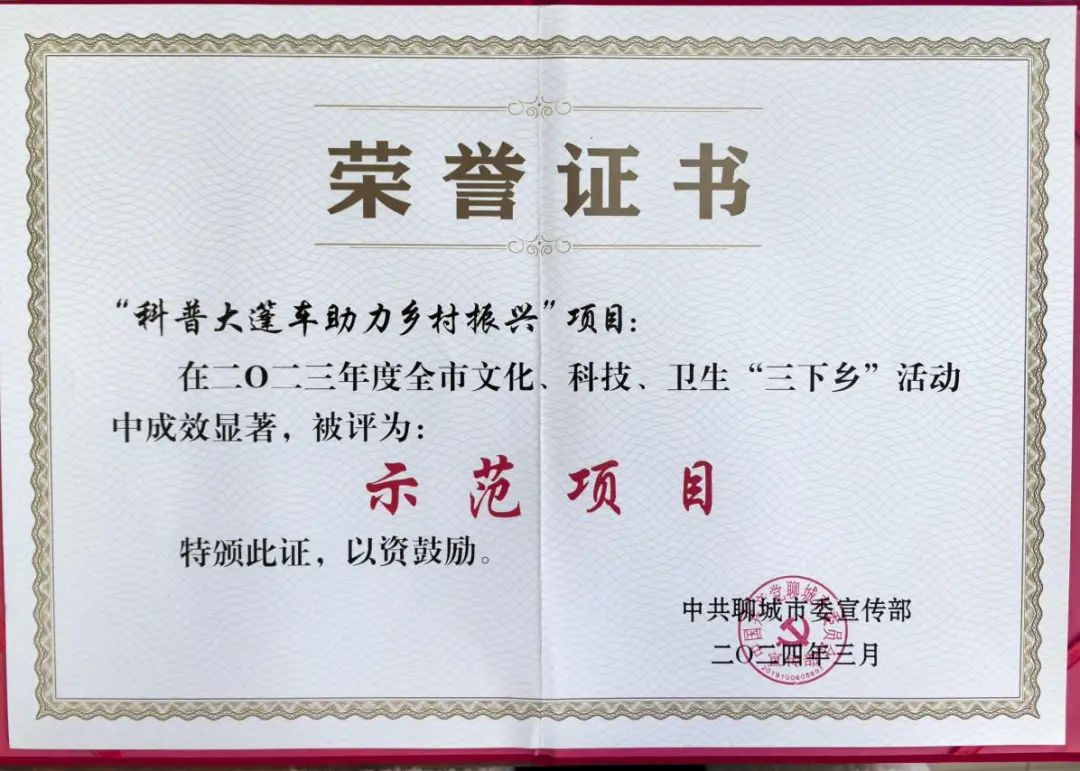 荣誉证书
“科普大篷车助力乡村振兴”项目：
在二〇二三年度全市文化、科技、卫生“三下乡”活动
中成效显著，被评为：
示范项目
特颁此证，以资鼓励。
中共聊城市委宣传部
二〇二四年三月